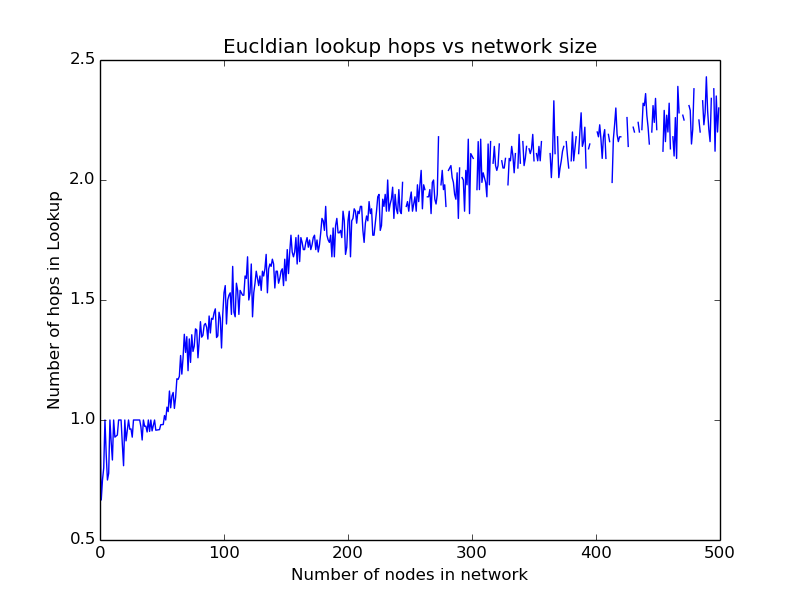 Eucldian lookup hops vs network size
2.5
2.0
1.5
1.0
0.5
Number of hops in Lookup
0 100 200 300 400 500
Number of nodes in network